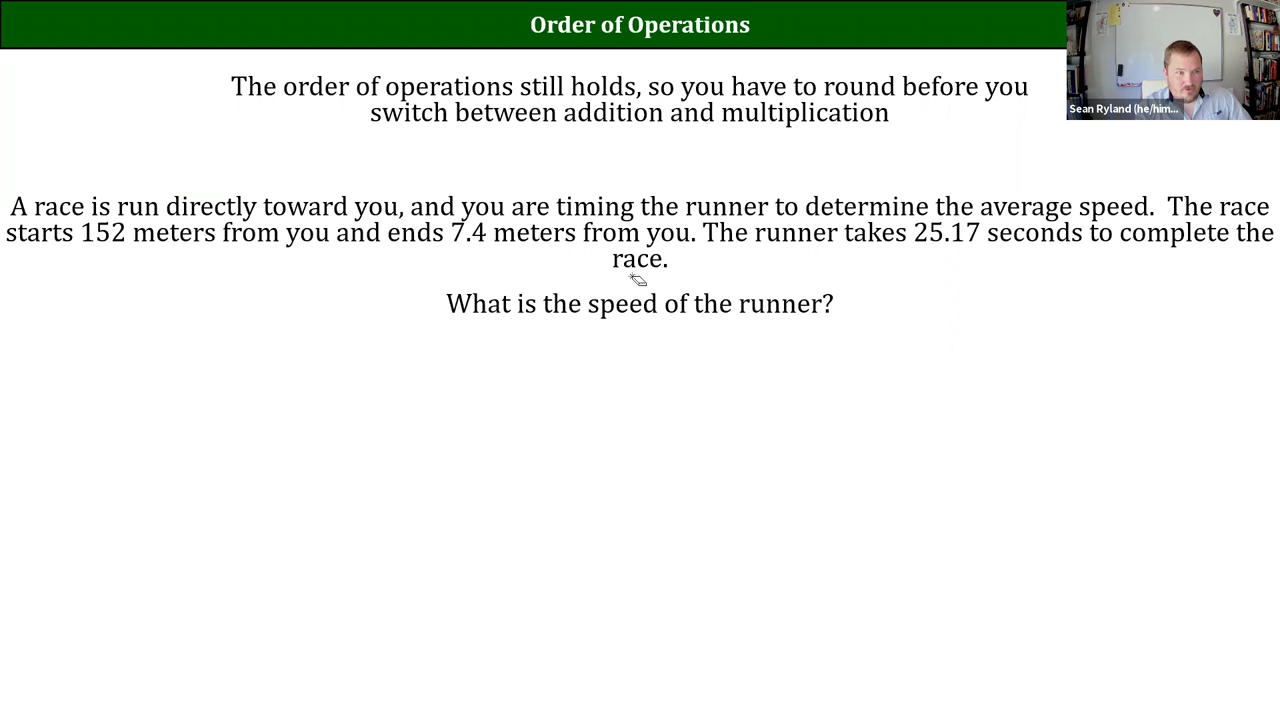 Order of Operations
The order of operations still holds, so you have to round before you
switch between addition and multiplication
Sean Ryland (he/him...
A race is run directly toward you, and you are timing the runner to determine the average speed.  The race
starts 152 meters from you and ends 7.4 meters from you. The runner takes 25.17 seconds to complete the
race.
What is the speed of the runner?